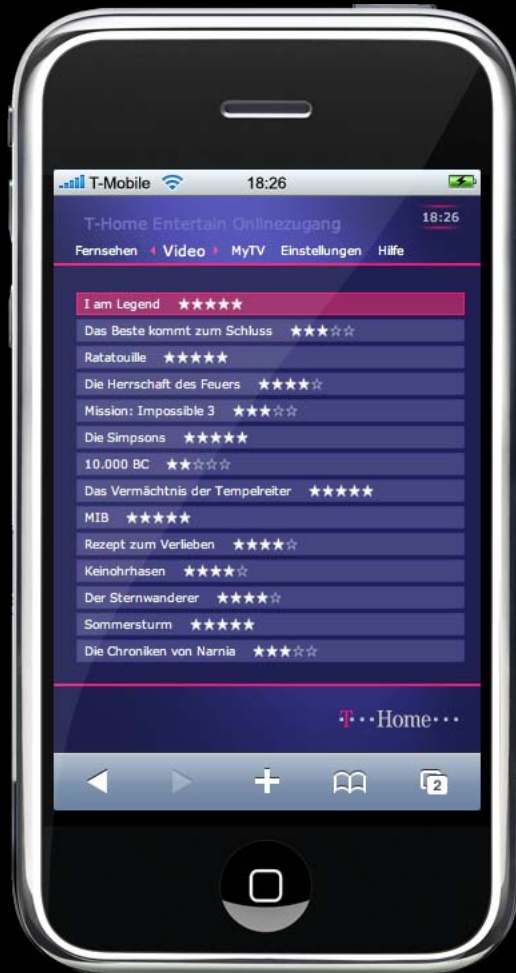 T-Mobile 18:26
T-Home Entertain Onlinezugang 18:26
Fernsehen Video MyTV Einstellungen Hilfe
I am Legend ★★★★★
Das Beste kommt zum Schluss ★★★☆☆
Ratatouille ★★★★★
Die Herrschaft des Feuers ★★★★☆
Mission: Impossible 3 ★★★☆☆
Die Simpsons ★★★★★
10.000 BC ★★☆☆☆
Das Vermächtnis der Tempelreiter ★★★★★
MIB ★★★★★
Rezept zum Verlieben ★★★★☆
Keinohrhasen ★★★★☆
Der Sternwanderer ★★★★☆
Sommersturm ★★★★★
Die Chroniken von Narnia ★★★☆☆
·T···Home···
2